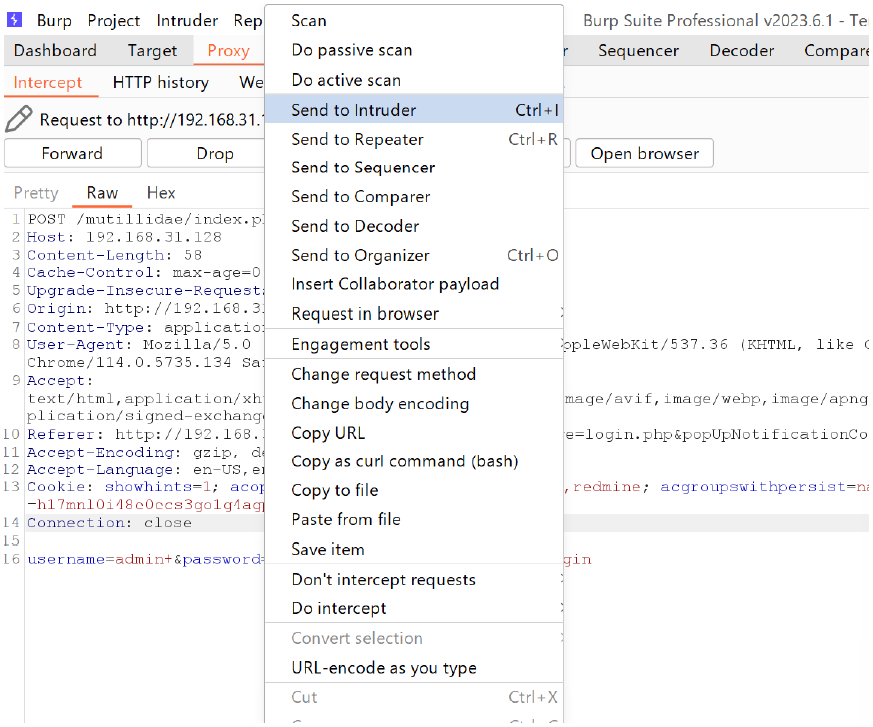 Burp Project Intruder Rep Burp Suite Professional v2023.6.1 - Te
Dashboard Target Proxy r Sequencer Decoder Compare
Intercept HTTP history We
Request to http://192.168.31.1
Forward Drop Open browser
Pretty Raw Hex
1 POST /mutillidae/index.p
2 Host: 192.168.31.128
3 Content-Length: 58
4 Cache-Control: max-age=0
5 Upgrade-Insecure-Request
6 Origin: http://192.168.31
7 Content-Type: application
8 User-Agent: Mozilla/5.0 ppleWebKit/537.36 (KHTML, like G
Chrome/114.0.5735.134 Saf
9 Accept:
text/html,application/xh mage/avif,image/webp,image/apng
plication/signed-exchang
10 Referer: http://192.168. e=login.php&popUpNotificationCo
11 Accept-Encoding: gzip, de
12 Accept-Language: en-US,en
13 Cookie: showhints=1; acop ,redmine; acgroupswithpersist=na
14 Connection: close
15
16 username=admin+&password= gin
Scan
Do passive scan
Do active scan
Send to Intruder Ctrl+I
Send to Repeater Ctrl+R
Send to Sequencer
Send to Comparer
Send to Decoder
Send to Organizer Ctrl+O
Insert Collaborator payload
Request in browser
Engagement tools
Change request method
Change body encoding
Copy URL
Copy as curl command (bash)
Copy to file
Paste from file
Save item
Don't intercept requests
Do intercept
Convert selection
URL-encode as you type
Cut Ctrl+X